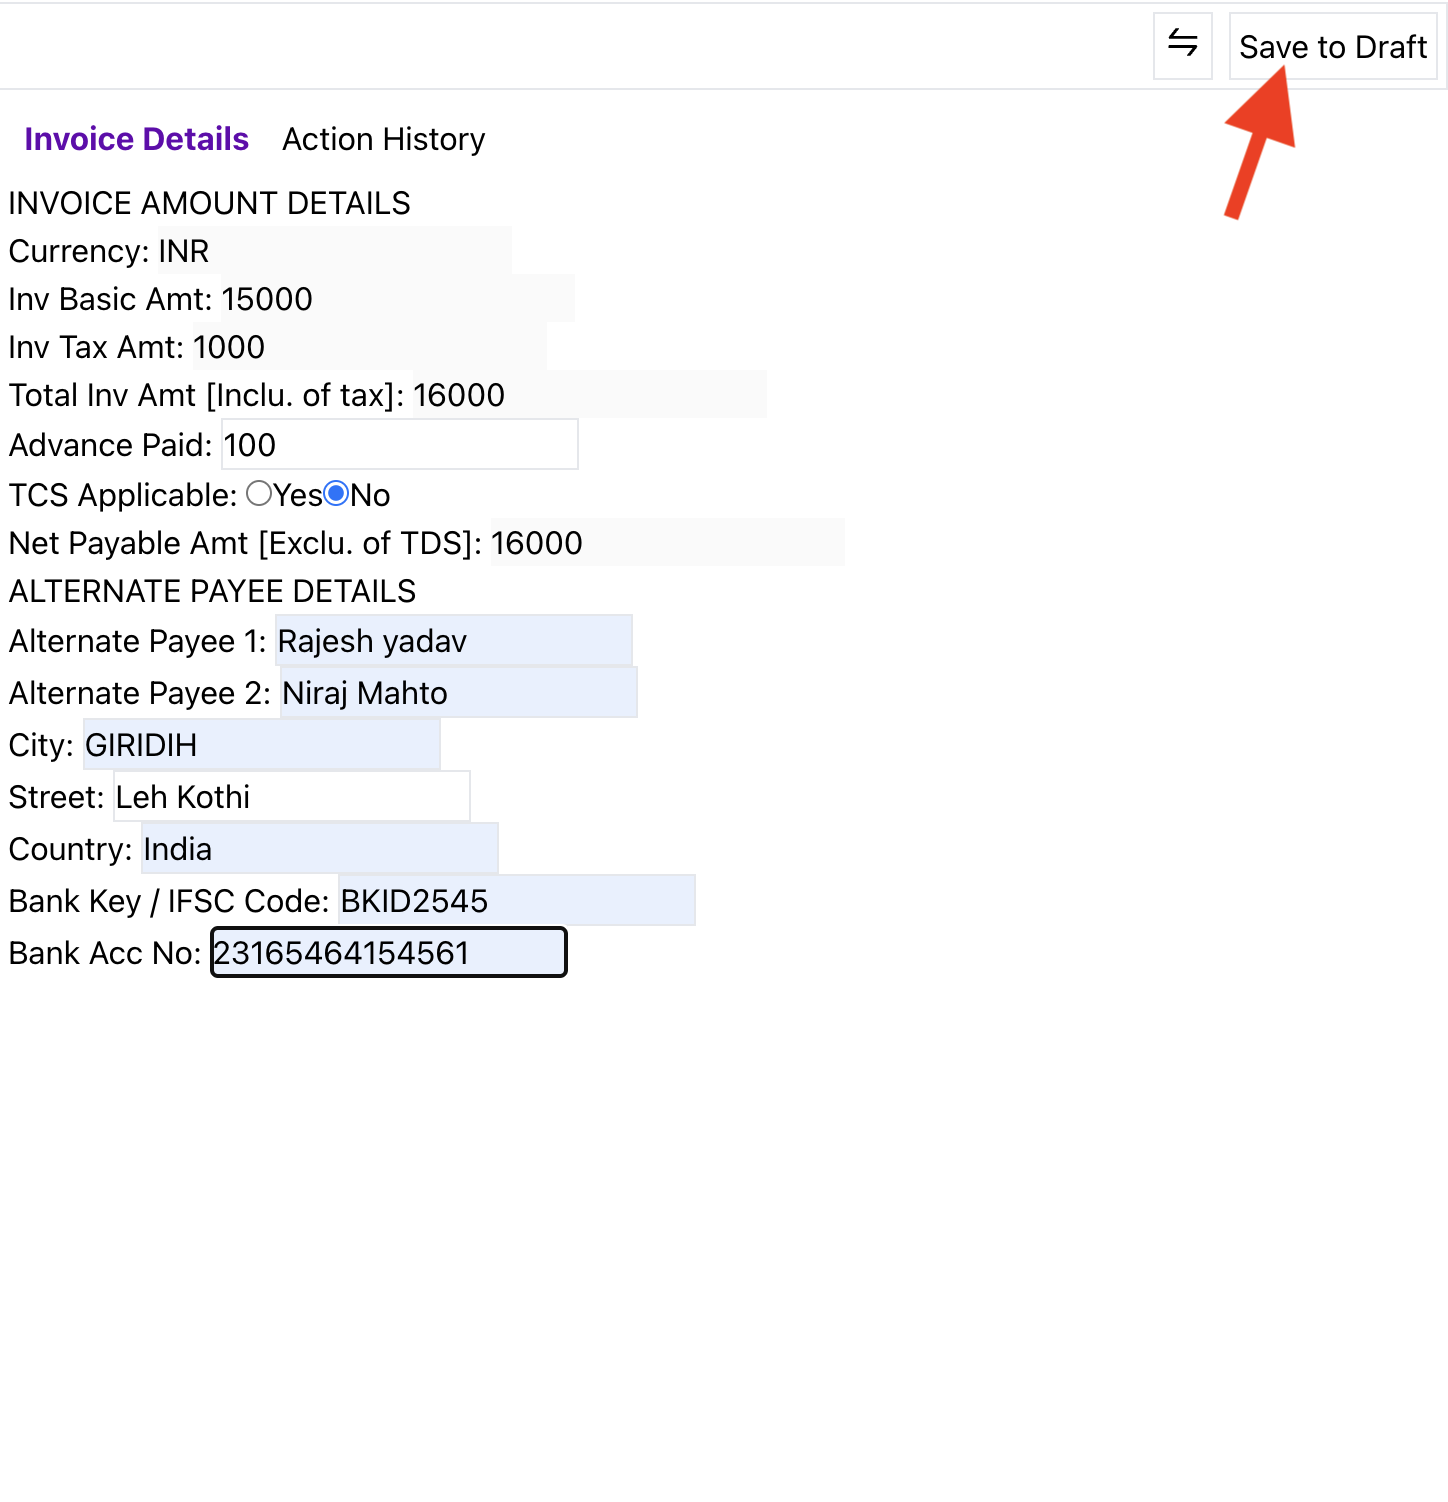 Save to Draft
Invoice Details Action History
INVOICE AMOUNT DETAILS
Currency: INR
Inv Basic Amt: 15000
Inv Tax Amt: 1000
Total Inv Amt [Inclu. of tax]: 16000
Advance Paid: 100
TCS Applicable: Yes No
Net Payable Amt [Exclu. of TDS]: 16000
ALTERNATE PAYEE DETAILS
Alternate Payee 1: Rajesh yadav
Alternate Payee 2: Niraj Mahto
City: GIRIDIH
Street: Leh Kothi
Country: India
Bank Key / IFSC Code: BKID2545
Bank Acc No: 23165464154561